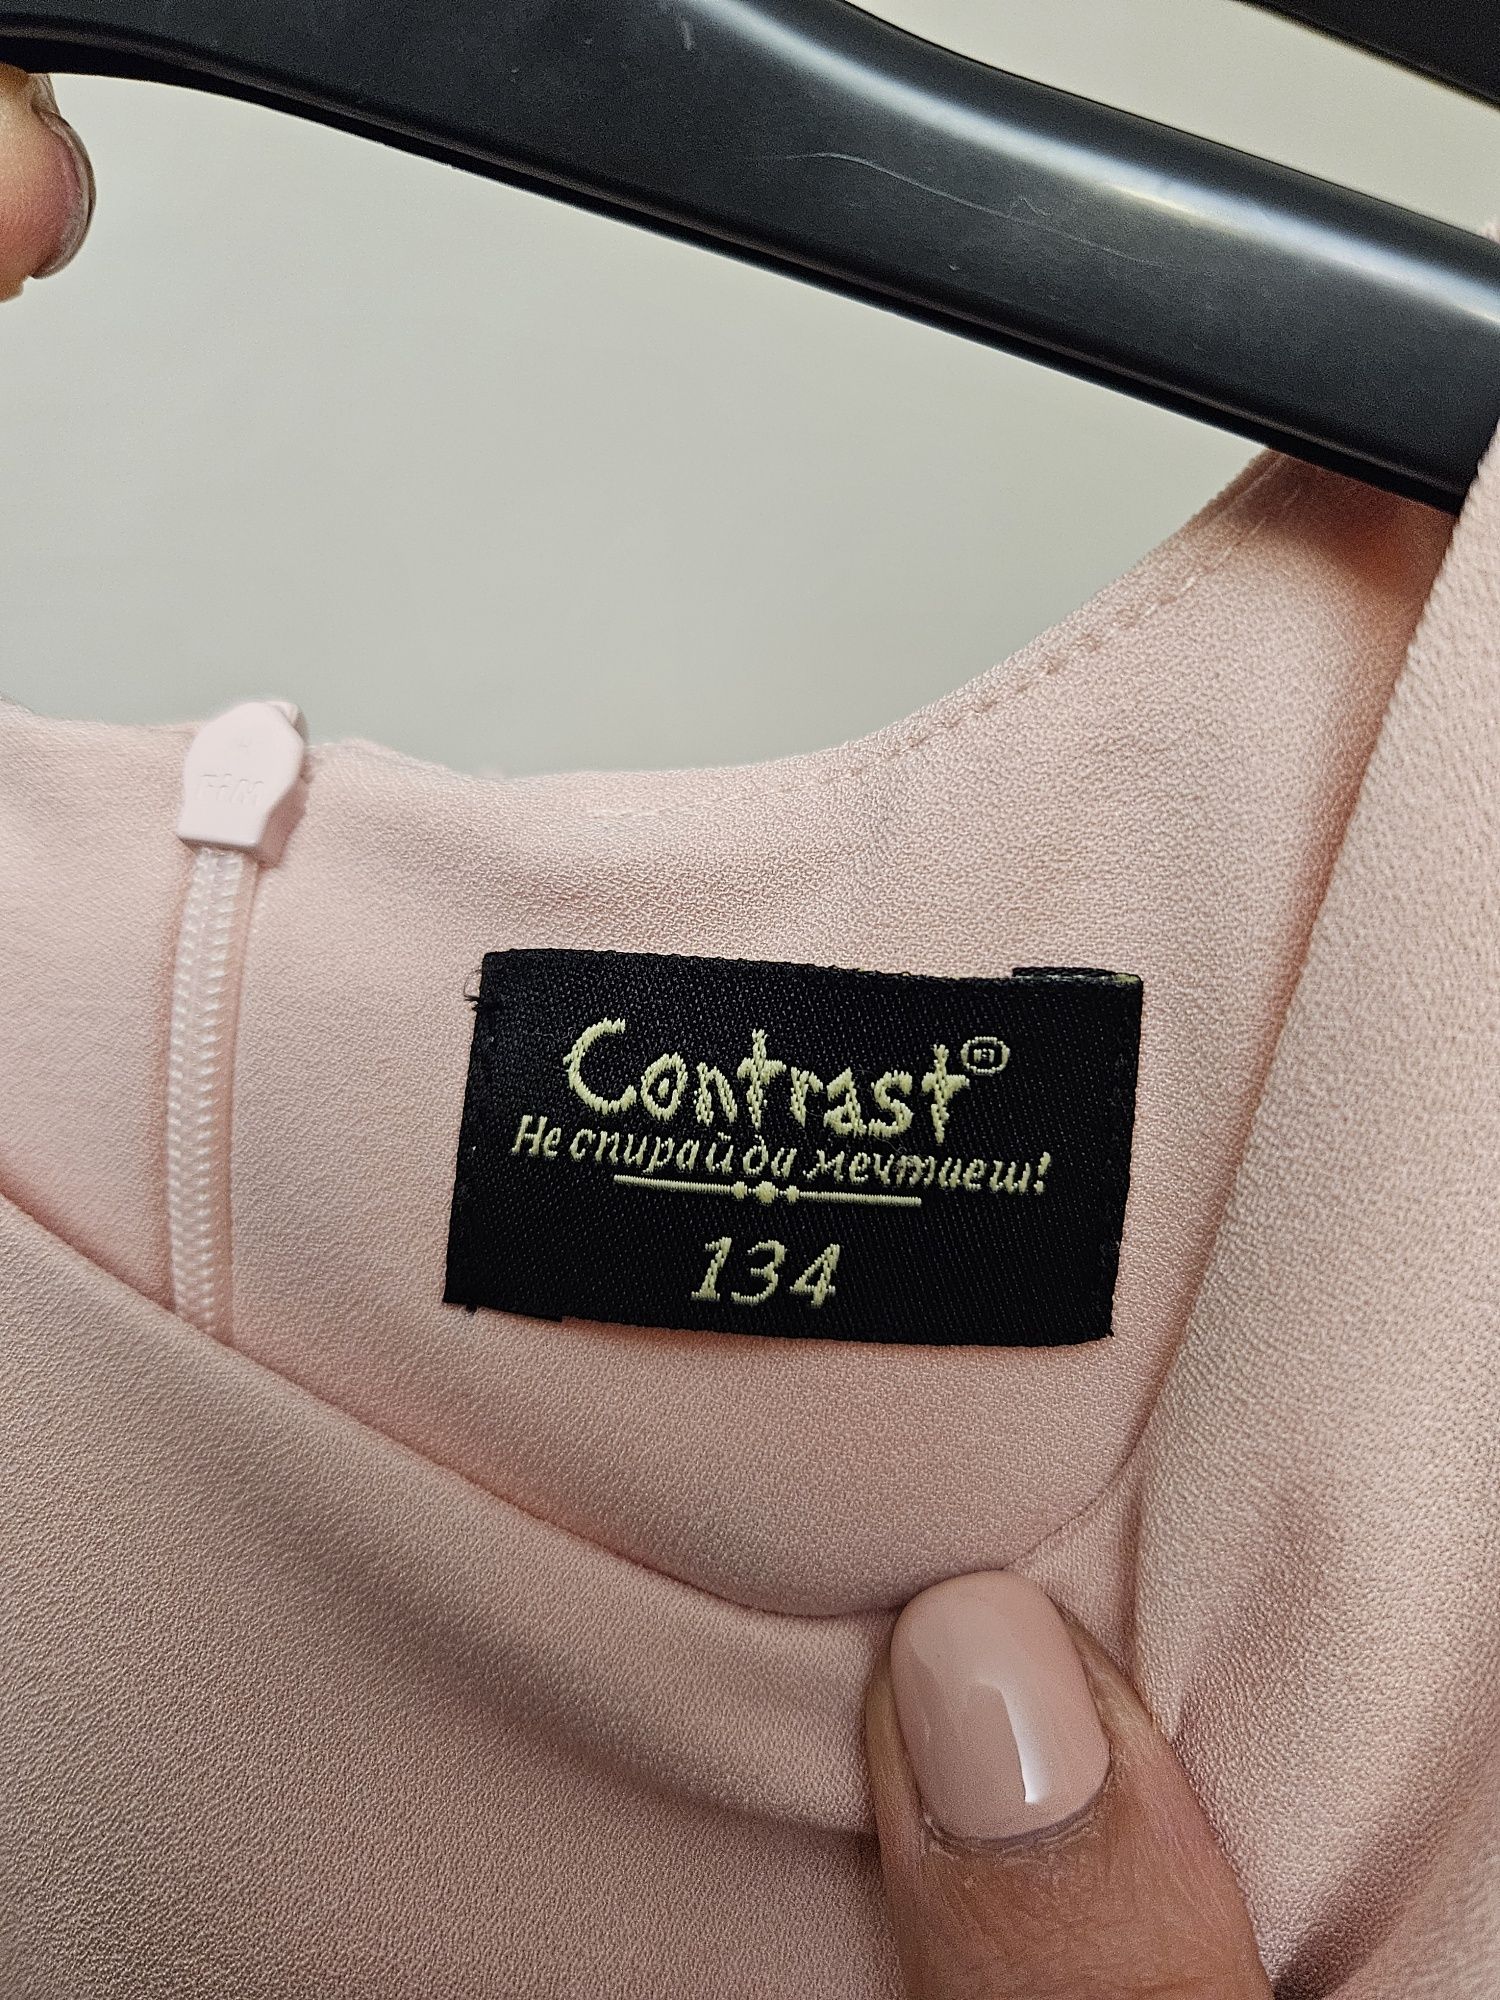 Contrast®
Не спирай да мечтаеш!
134